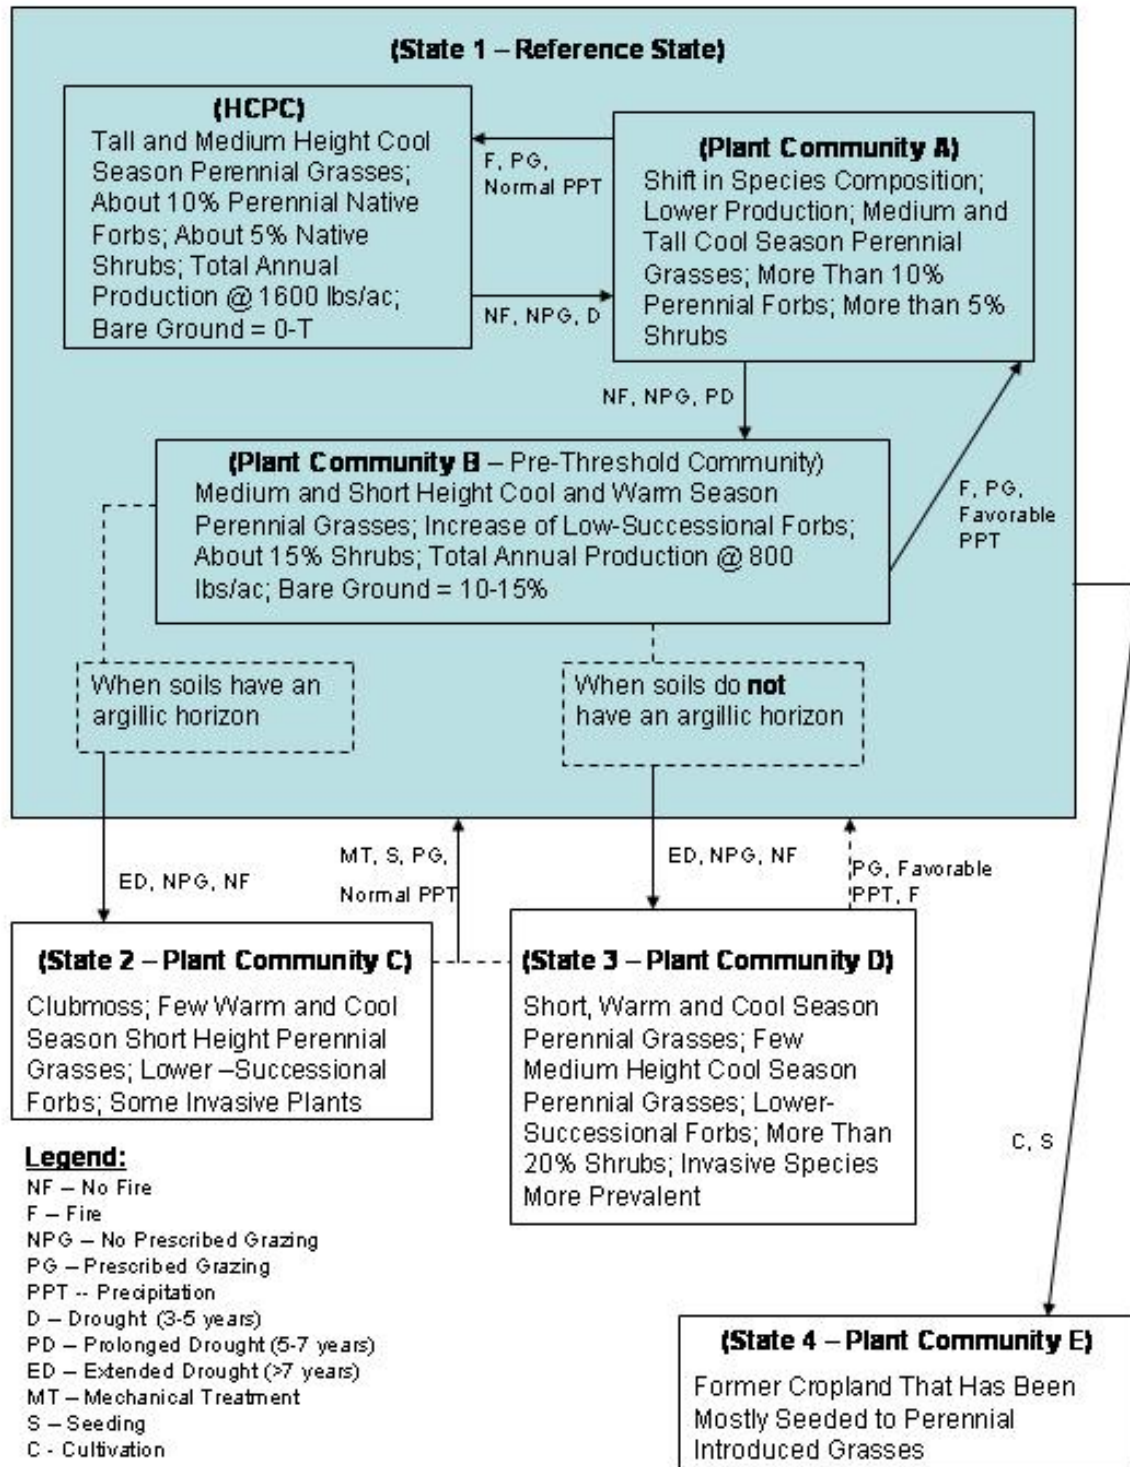 (State 1 – Reference State)
(HCPC)
Tall and Medium Height Cool
Season Perennial Grasses;
About 10% Perennial Native
Forbs; About 5% Native
Shrubs; Total Annual
Production @ 1600 lbs/ac;
Bare Ground = 0-T
F, PG,
Normal PPT
NF, NPG, D
(Plant Community A)
Shift in Species Composition;
Lower Production; Medium and
Tall Cool Season Perennial
Grasses; More Than 10%
Perennial Forbs; More than 5%
Shrubs
NF, NPG, PD
(Plant Community B – Pre-Threshold Community)
Medium and Short Height Cool and Warm Season
Perennial Grasses; Increase of Low-Successional Forbs;
About 15% Shrubs; Total Annual Production @ 800
lbs/ac; Bare Ground = 10-15%
F, PG,
Favorable
PPT
When soils have an
argillic horizon
When soils do not
have an argillic horizon
ED, NPG, NF
MT, S, PG,
Normal PPT
ED, NPG, NF
PG, Favorable
PPT, F
(State 2 – Plant Community C)
Clubmoss; Few Warm and Cool
Season Short Height Perennial
Grasses; Lower –Successional
Forbs; Some Invasive Plants
(State 3 – Plant Community D)
Short, Warm and Cool Season
Perennial Grasses; Few
Medium Height Cool Season
Perennial Grasses; Lower-
Successional Forbs; More Than
20% Shrubs; Invasive Species
More Prevalent
C, S
Legend:
NF – No Fire
F – Fire
NPG – No Prescribed Grazing
PG – Prescribed Grazing
PPT -- Precipitation
D – Drought (3-5 years)
PD – Prolonged Drought (5-7 years)
ED – Extended Drought (>7 years)
MT – Mechanical Treatment
S – Seeding
C - Cultivation
(State 4 – Plant Community E)
Former Cropland That Has Been
Mostly Seeded to Perennial
Introduced Grasses